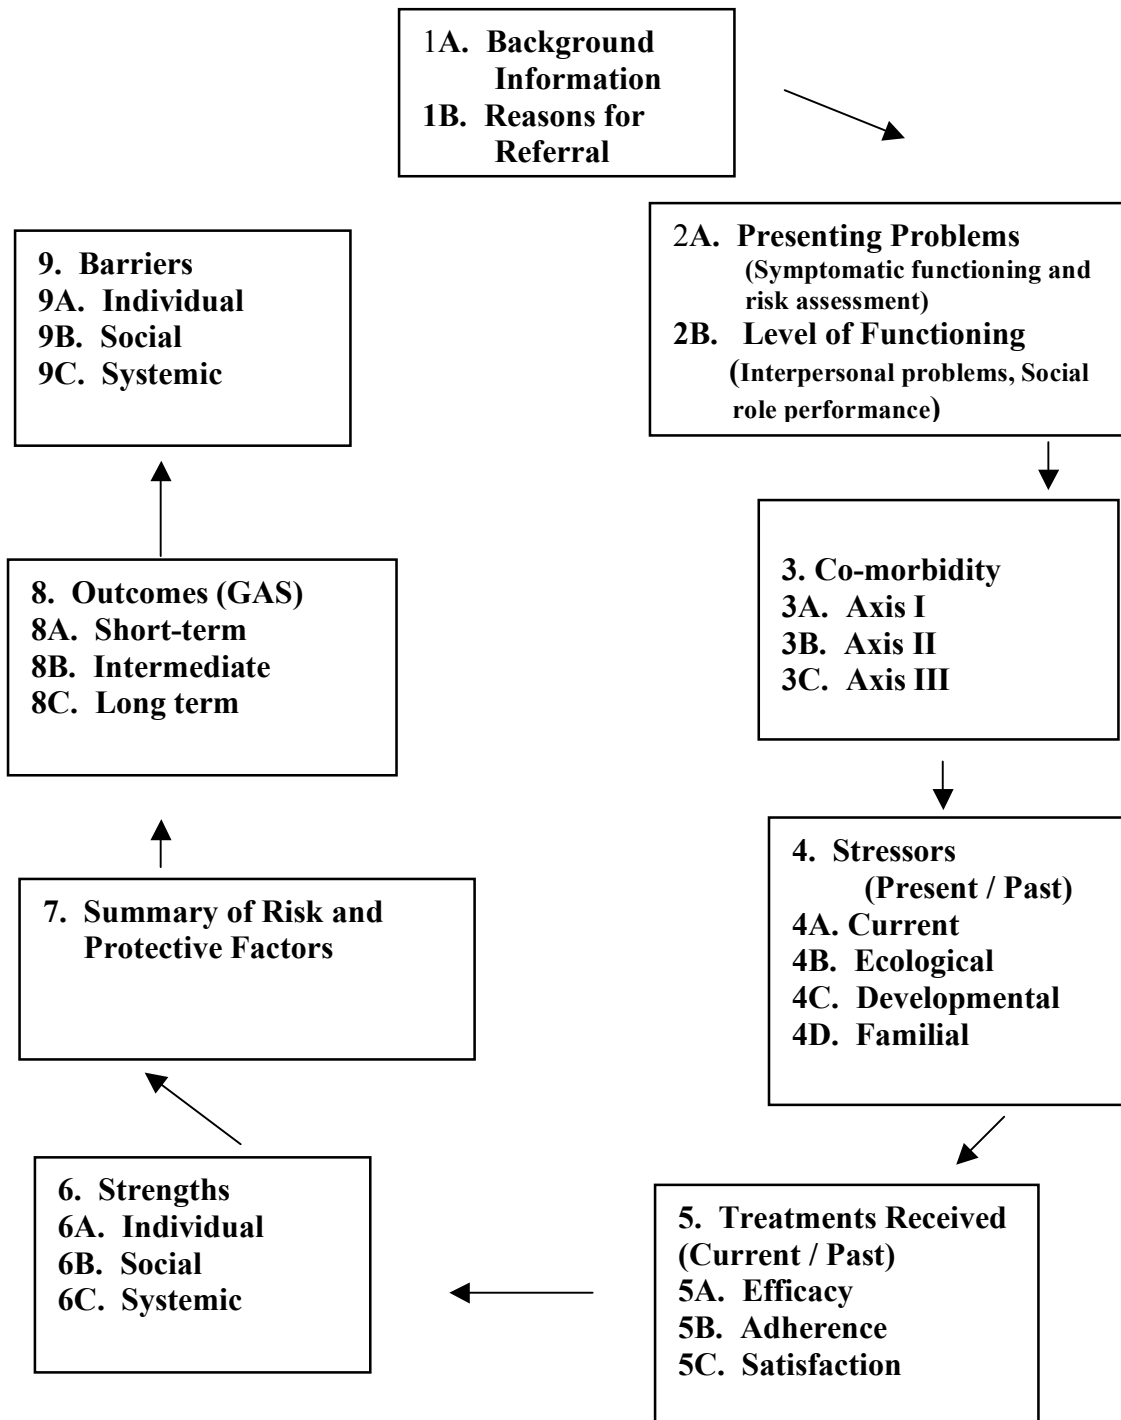 1A. Background
Information
1B. Reasons for
Referral
2A. Presenting Problems
(Symptomatic functioning and
risk assessment)
2B. Level of Functioning
(Interpersonal problems, Social
role performance)
3. Co-morbidity
3A. Axis I
3B. Axis II
3C. Axis III
4. Stressors
(Present / Past)
4A. Current
4B. Ecological
4C. Developmental
4D. Familial
5. Treatments Received
(Current / Past)
5A. Efficacy
5B. Adherence
5C. Satisfaction
6. Strengths
6A. Individual
6B. Social
6C. Systemic
7. Summary of Risk and
Protective Factors
8. Outcomes (GAS)
8A. Short-term
8B. Intermediate
8C. Long term
9. Barriers
9A. Individual
9B. Social
9C. Systemic